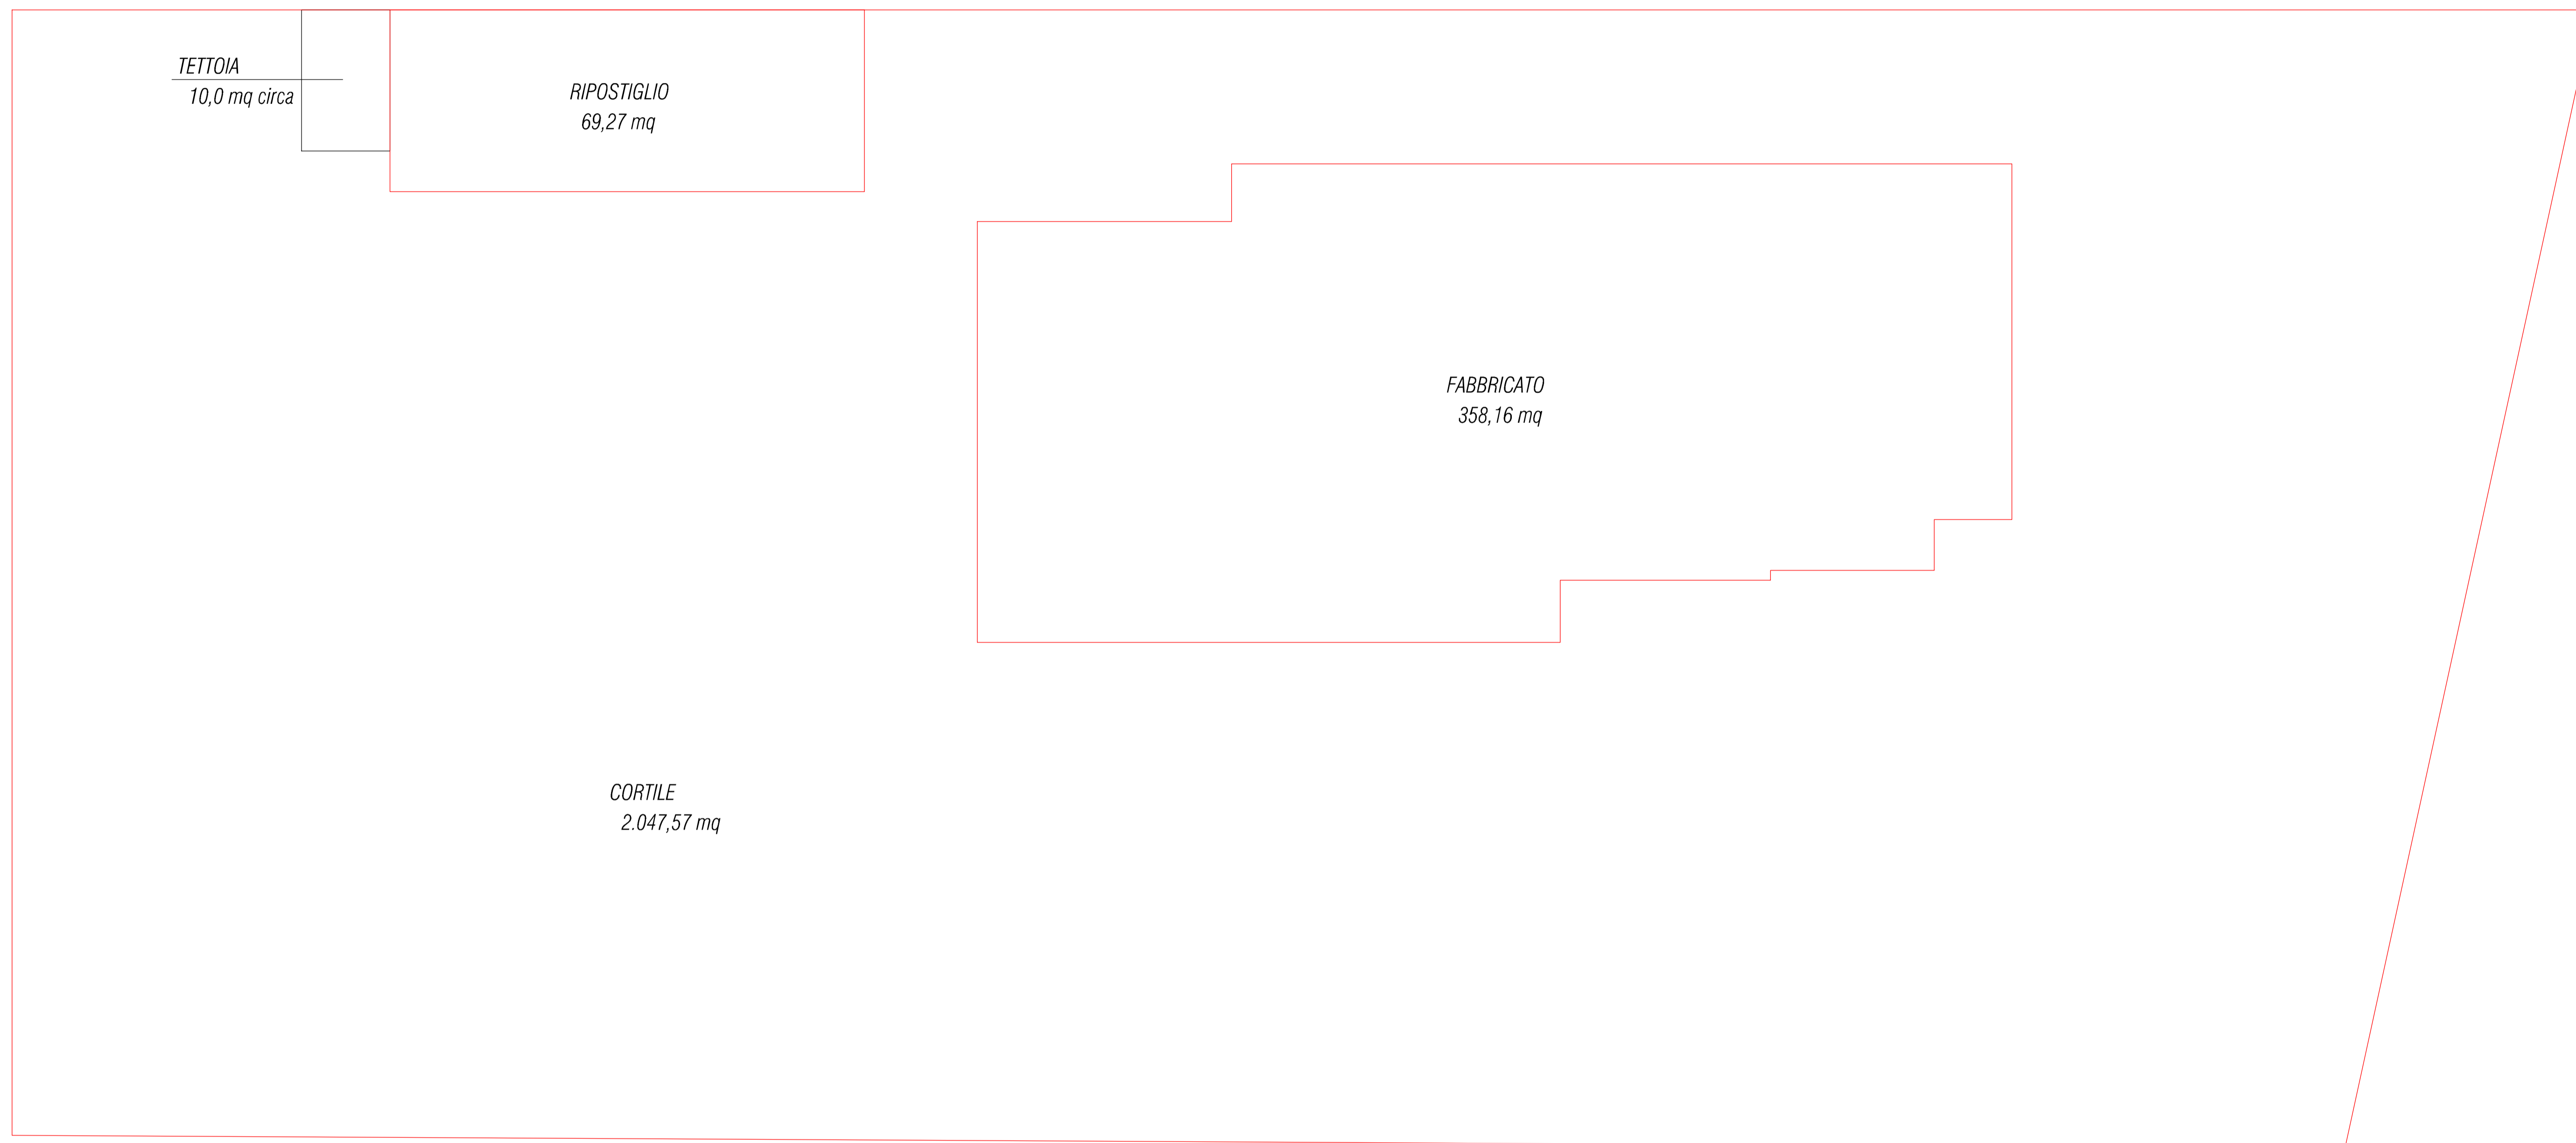 TETTOIA
10,0 mq circa
RIPOSTIGLIO
69,27 mq
FABBRICATO
358,16 mq
CORTILE
2.047,57 mq